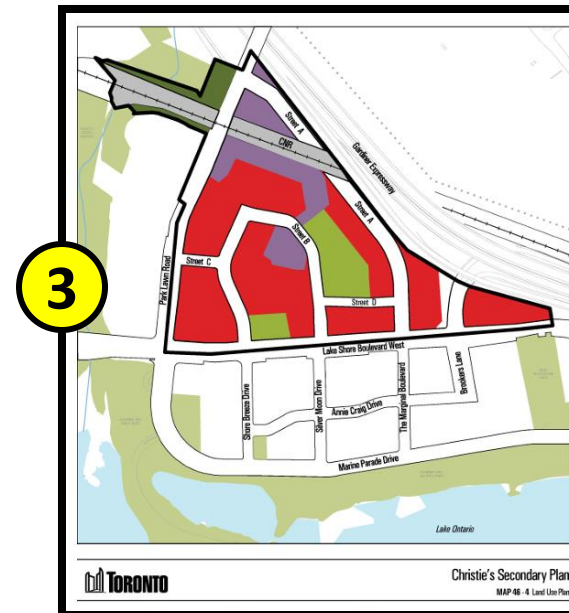 3
Street A
Gardiner Expressway
CNR
Street A
Street B
Street C
Park Lawn Road
Street D
Lake Shore Boulevard West
Shore Breeze Drive
Silver Moon Drive
Annie Craig Drive
The Marginal Boulevard
Brookers Lane
Marine Parade Drive
Lake Ontario
TORONTO
Christie's Secondary Plan
MAP 46 - 4 Land Use Plan